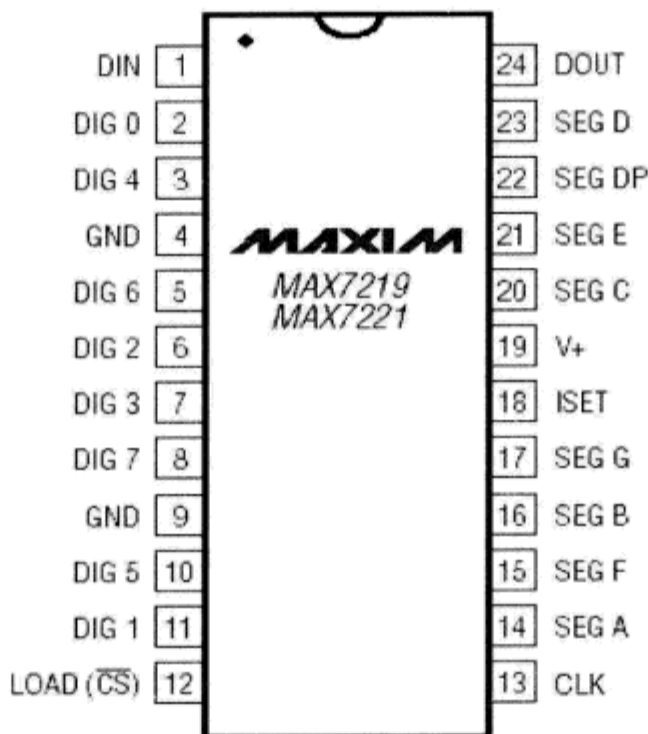 DIN 1
DIG 0 2
DIG 4 3
GND 4
DIG 6 5
DIG 2 6
DIG 3 7
DIG 7 8
GND 9
DIG 5 10
DIG 1 11
LOAD (C̅S̅) 12
MAXIM
MAX7219
MAX7221
24 DOUT
23 SEG D
22 SEG DP
21 SEG E
20 SEG C
19 V+
18 ISET
17 SEG G
16 SEG B
15 SEG F
14 SEG A
13 CLK